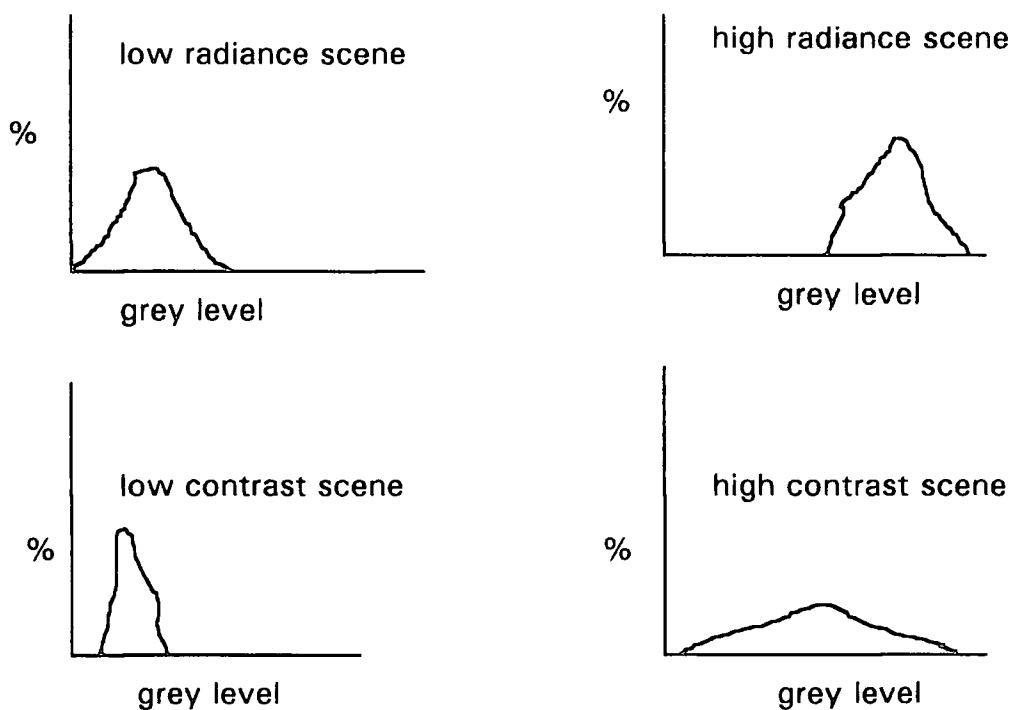 low radiance scene
%
grey level
high radiance scene
%
grey level
low contrast scene
%
grey level
high contrast scene
%
grey level